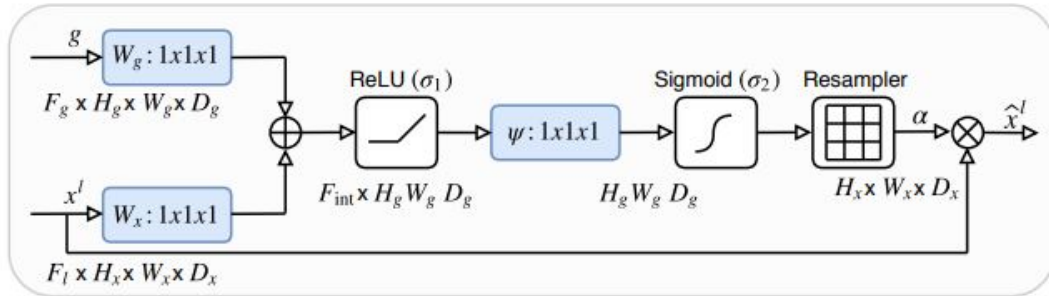 g
W_g : 1x1x1
F_g x H_g x W_g x D_g
ReLU (σ_1)
Sigmoid (σ_2)
Resampler
ψ : 1x1x1
α
x̂^l
F_int x H_g W_g D_g
H_g W_g D_g
H_x x W_x x D_x
x^l
W_x : 1x1x1
F_l x H_x x W_x x D_x